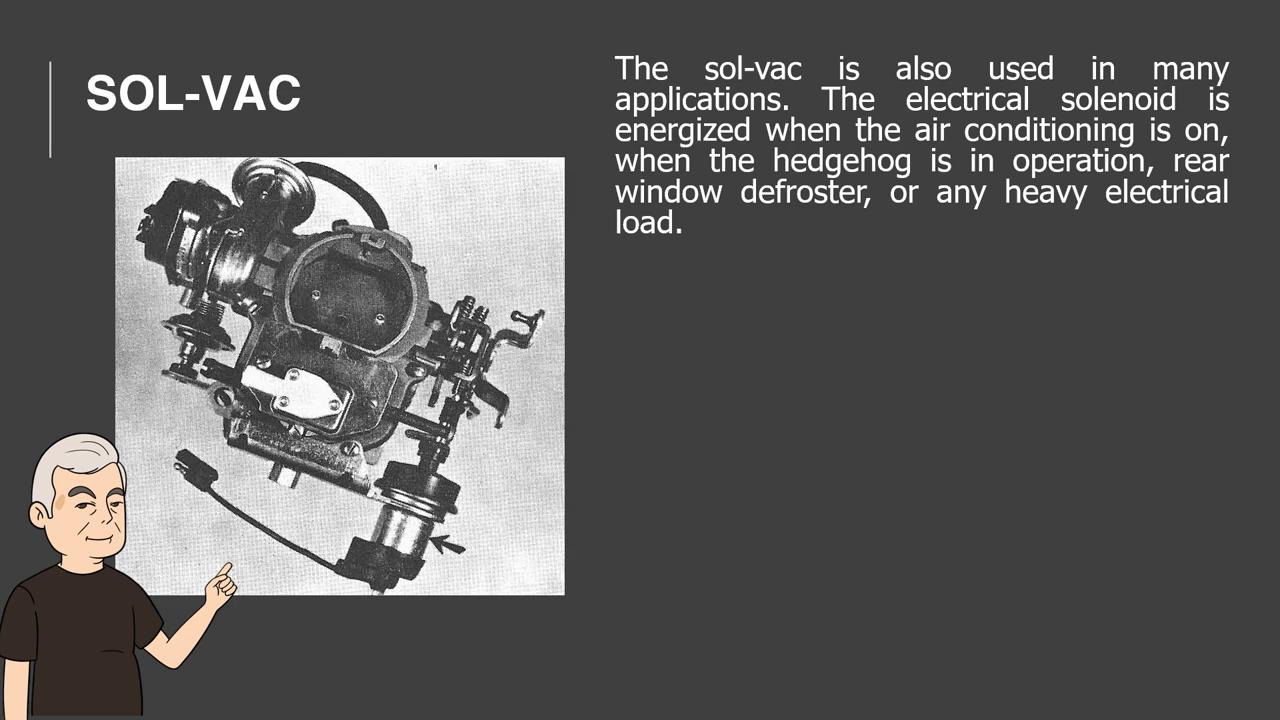 SOL-VAC
The sol-vac is also used in many
applications. The electrical solenoid is
energized when the air conditioning is on,
when the hedgehog is in operation, rear
window defroster, or any heavy electrical
load.